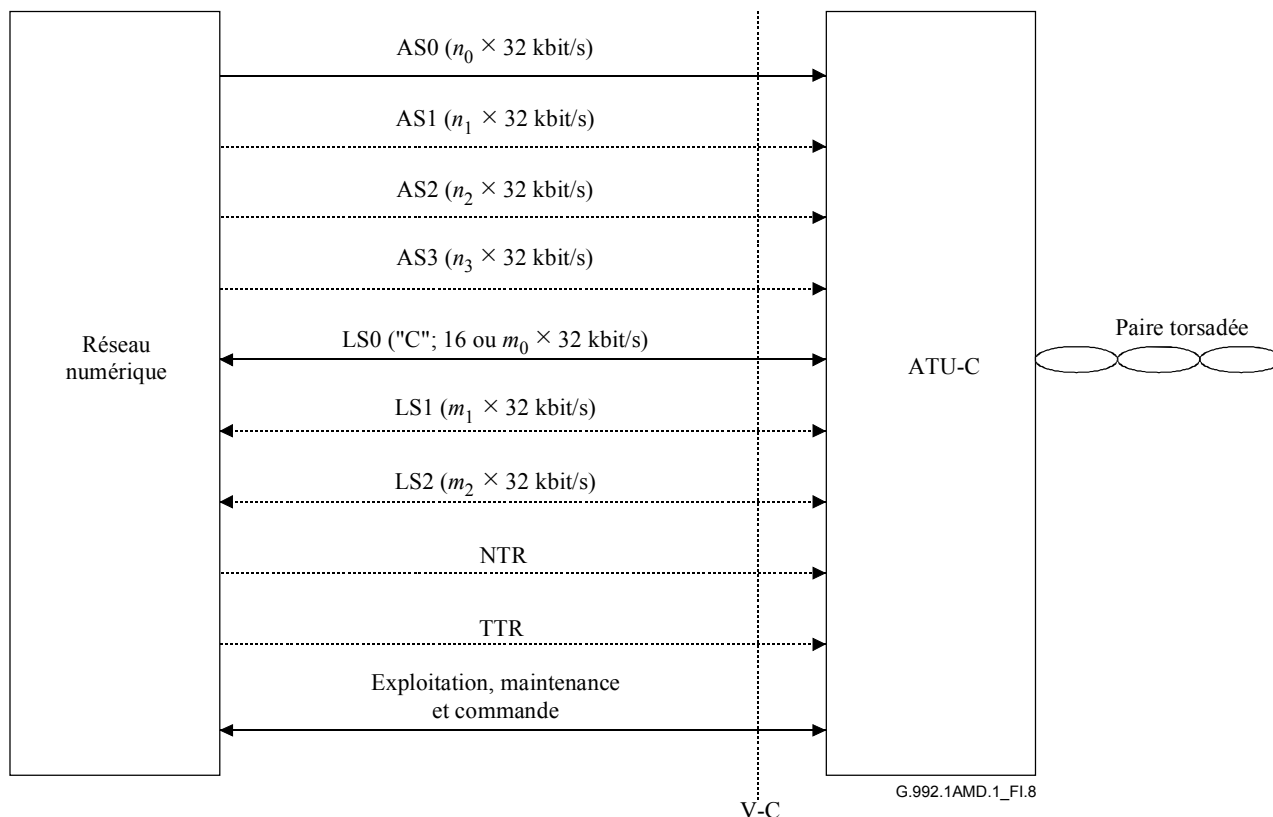 AS0 (n0 × 32 kbit/s)
AS1 (n1 × 32 kbit/s)
AS2 (n2 × 32 kbit/s)
AS3 (n3 × 32 kbit/s)
Réseau
numérique
LS0 ("C"; 16 ou m0 × 32 kbit/s)
ATU-C
Paire torsadée
LS1 (m1 × 32 kbit/s)
LS2 (m2 × 32 kbit/s)
NTR
TTR
Exploitation, maintenance
et commande
G.992.1AMD.1_FI.8
V-C